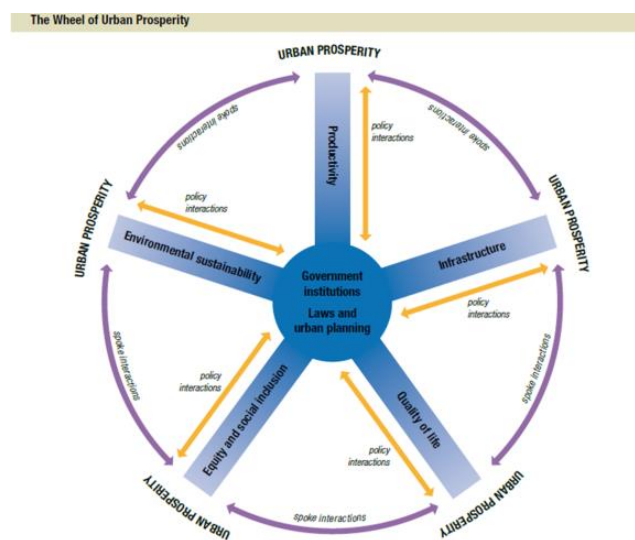 The Wheel of Urban Prosperity
URBAN PROSPERITY
spoke interactions
spoke interactions
Productivity
policy
interactions
URBAN PROSPERITY
URBAN PROSPERITY
policy
interactions
Environmental sustainability
Infrastructure
Government
institutions
Laws and
urban planning
policy
interactions
spoke interactions
spoke interactions
policy
interactions
Equity and social inclusion
Quality of life
policy
interactions
URBAN PROSPERITY
URBAN PROSPERITY
spoke interactions